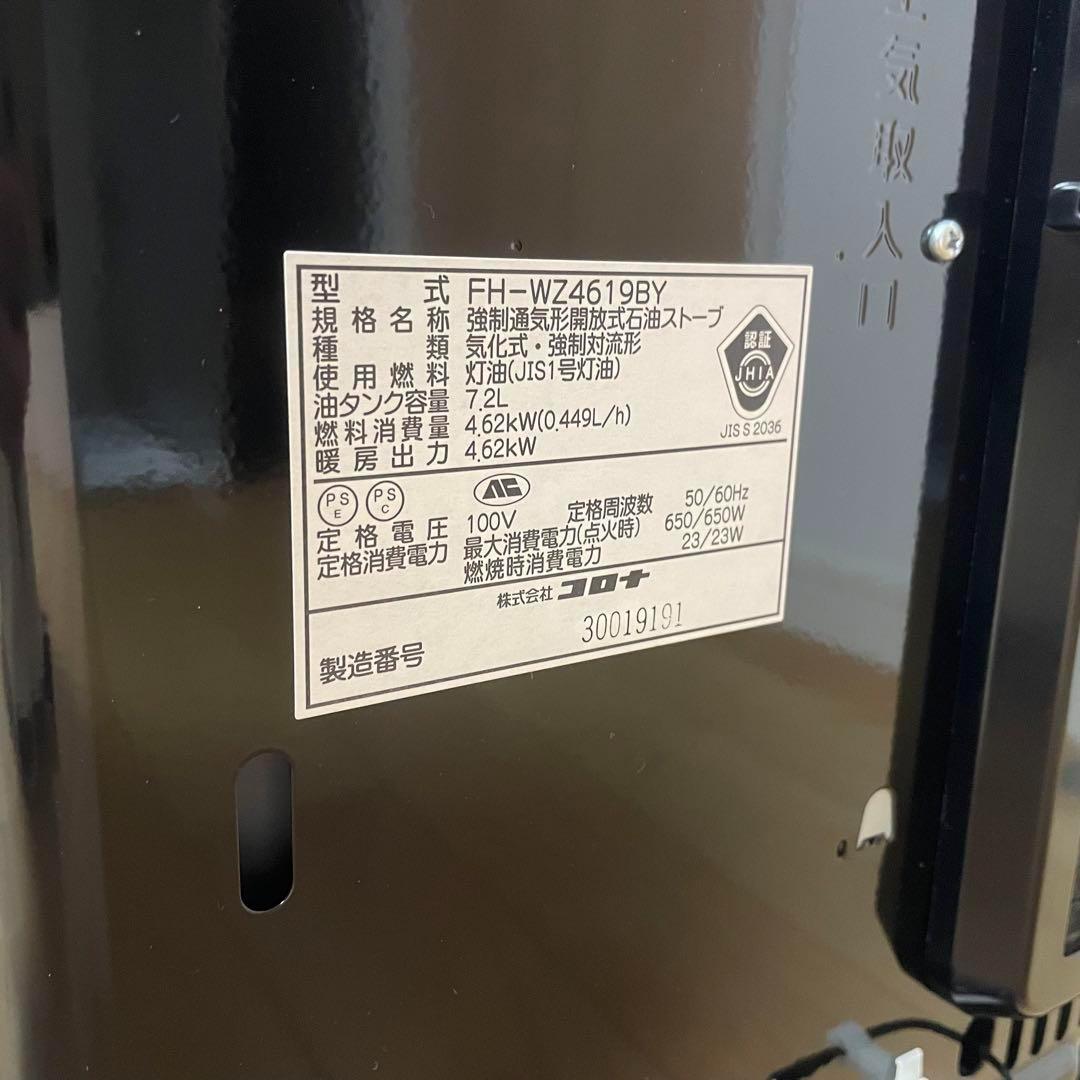 空気取入口
型式 FH-WZ4619BY
規格名称 強制通気形開放式石油ストーブ
種類 気化式・強制対流形
使用燃料 灯油(JIS1号灯油)
油タンク容量 7.2L
燃料消費量 4.62kW(0.449L/h)
暖房出力 4.62kW
認証
JHIA
JIS S 2036
PS E
PS C
定格電圧 100V 定格周波数 50/60Hz
定格消費電力 最大消費電力(点火時) 650/650W
燃焼時消費電力 23/23W
株式会社 コロナ
製造番号 30019191